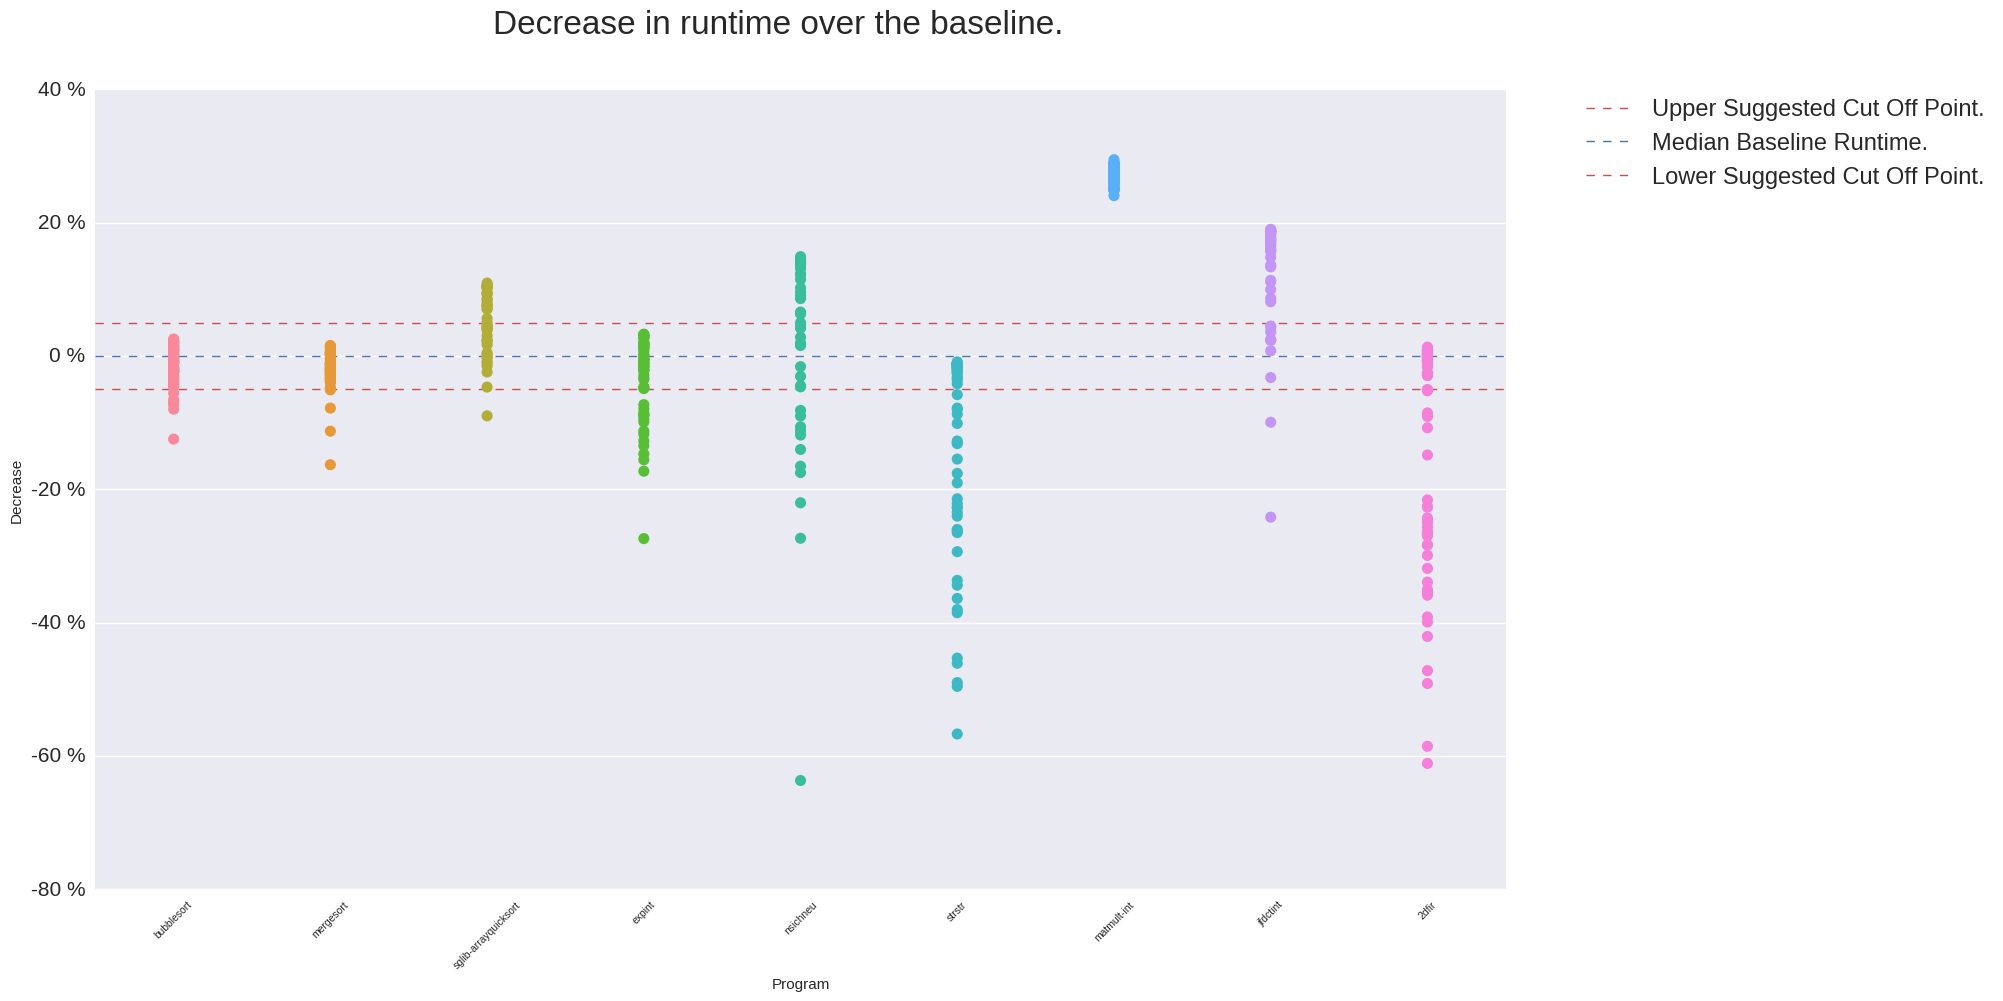 Decrease in runtime over the baseline.
40 %
20 %
0 %
-20 %
-40 %
-60 %
-80 %
Decrease
bubblesort
mergesort
sglib-arrayquicksort
expint
nsichneu
strstr
matmult-int
jfdctint
2dfir
Program
Upper Suggested Cut Off Point.
Median Baseline Runtime.
Lower Suggested Cut Off Point.